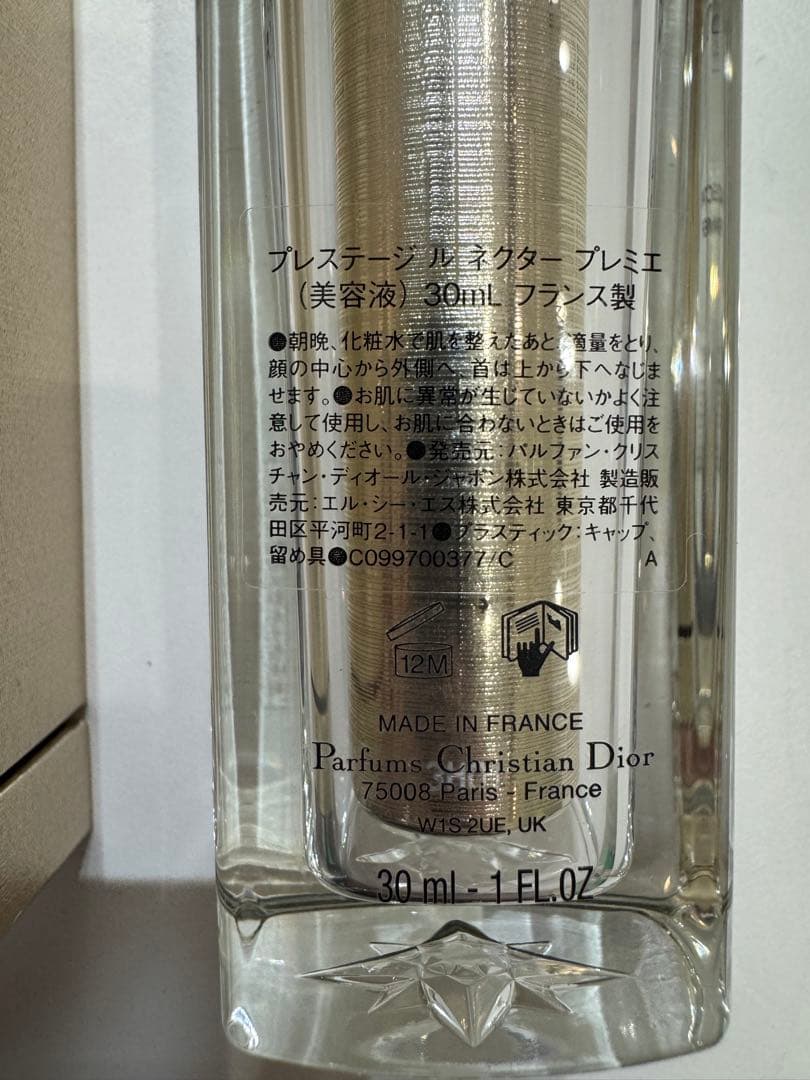 プレステージ ル ネクター プレミエ
（美容液）30mL フランス製
●朝晩、化粧水で肌を整えたあと、適量をとり、
顔の中心から外側へ、首は上から下へなじま
せます。●お肌に異常が生じていないかよく注
意して使用し、お肌に合わないときはご使用を
おやめください。●発売元：パルファン・クリス
チャン・ディオール・ジャポン株式会社 製造販
売元：エル・シー・エス株式会社 東京都千代
田区平河町2-1-1●プラスティック：キャップ、
留め具●C099700377/C A
12M
MADE IN FRANCE
Parfums Christian Dior
75008 Paris - France
W1S 2UE, UK
30 ml - 1 FL.OZ